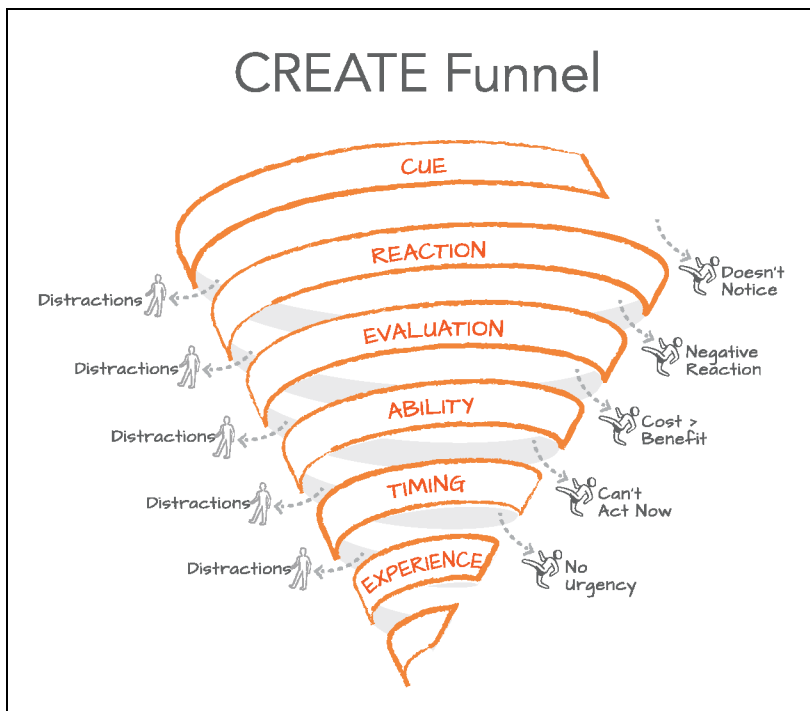 CREATE Funnel
CUE
REACTION
Doesn't
Notice
Distractions
EVALUATION
Negative
Reaction
Distractions
ABILITY
Cost >
Benefit
Distractions
TIMING
Can't
Act Now
Distractions
EXPERIENCE
No
Urgency
Distractions